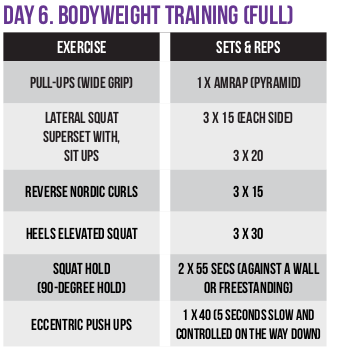 DAY 6. BODYWEIGHT TRAINING (FULL)
EXERCISE
SETS & REPS
PULL-UPS (WIDE GRIP)
1 X AMRAP (PYRAMID)
LATERAL SQUAT
SUPERSET WITH,
SIT UPS
3 X 15 (EACH SIDE)
3 X 20
REVERSE NORDIC CURLS
3 X 15
HEELS ELEVATED SQUAT
3 X 30
SQUAT HOLD
(90-DEGREE HOLD)
2 X 55 SECS (AGAINST A WALL
OR FREESTANDING)
ECCENTRIC PUSH UPS
1 X 40 (5 SECONDS SLOW AND
CONTROLLED ON THE WAY DOWN)